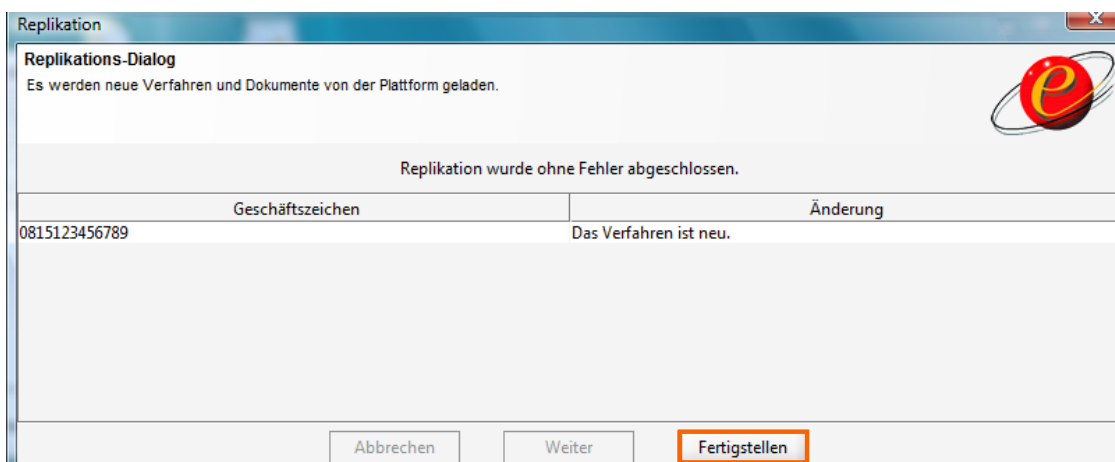 Replikation
Replikations-Dialog
Es werden neue Verfahren und Dokumente von der Plattform geladen.
e
Replikation wurde ohne Fehler abgeschlossen.
Geschäftszeichen Änderung
0815123456789 Das Verfahren ist neu.
Abbrechen Weiter Fertigstellen